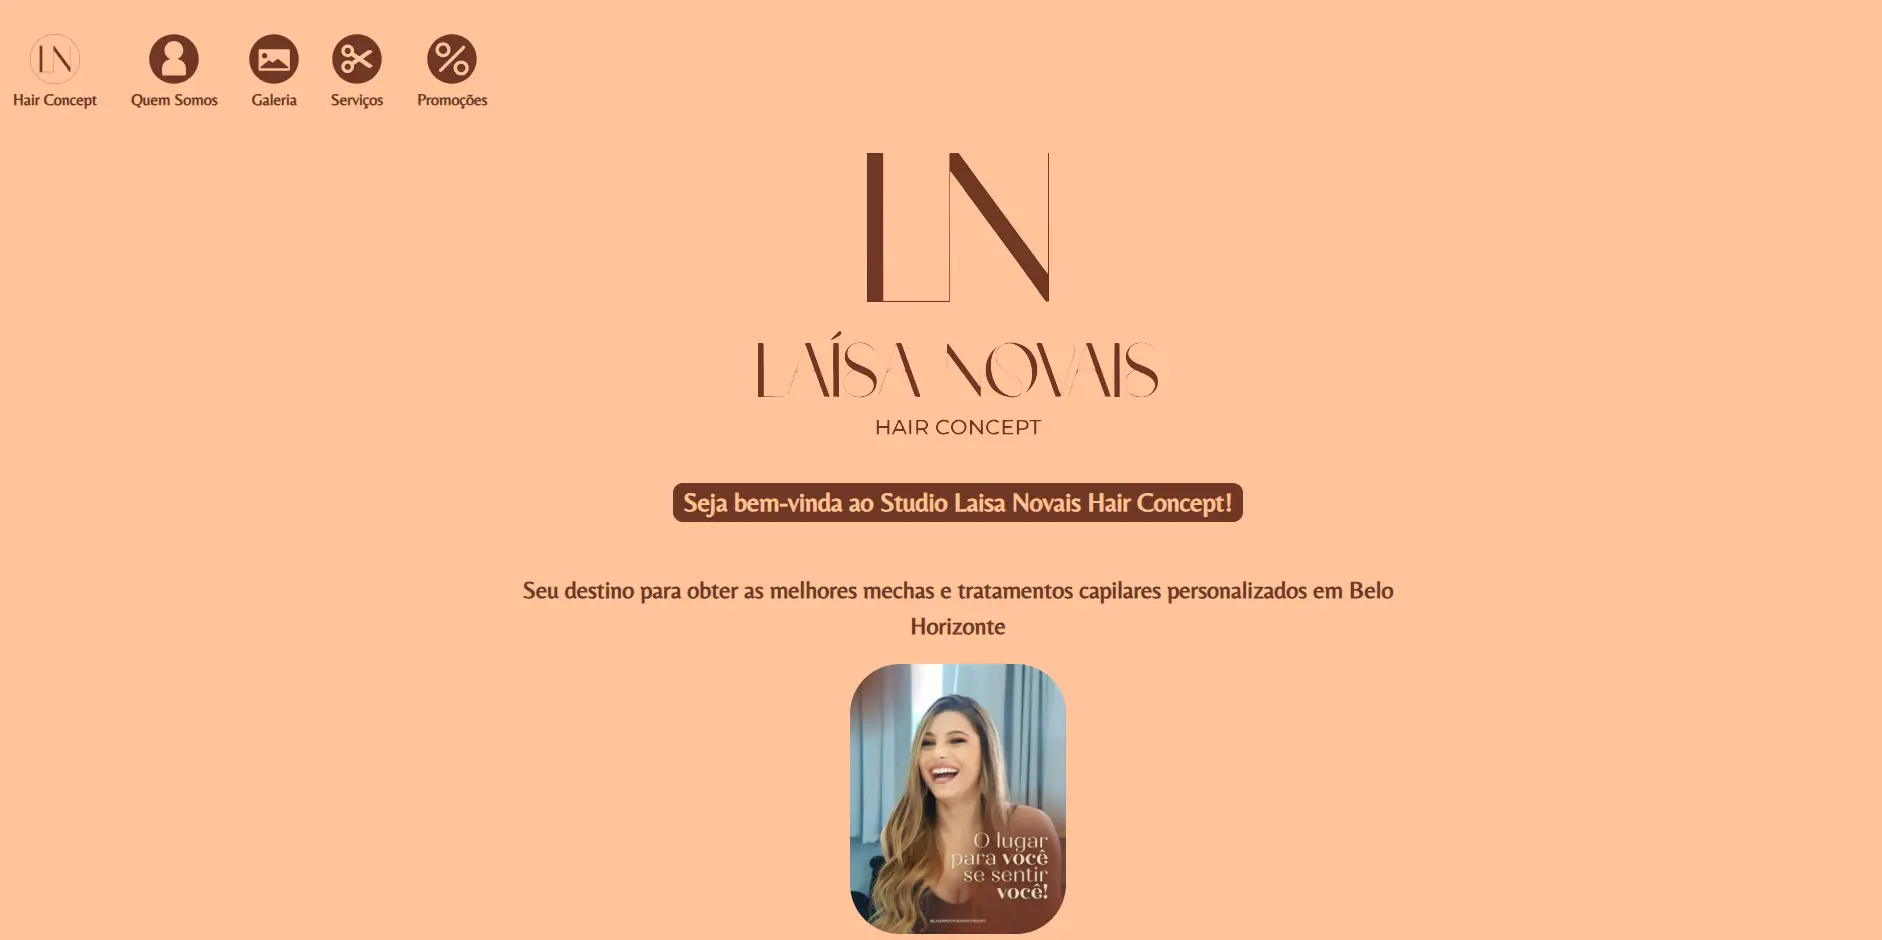 LN
Hair Concept
Quem Somos
Galeria
Serviços
Promoções
LN
LAÍSA NOVAIS
HAIR CONCEPT
Seja bem-vinda ao Studio Laisa Novais Hair Concept!
Seu destino para obter as melhores mechas e tratamentos capilares personalizados em Belo
Horizonte
O lugar
para você
se sentir
você!